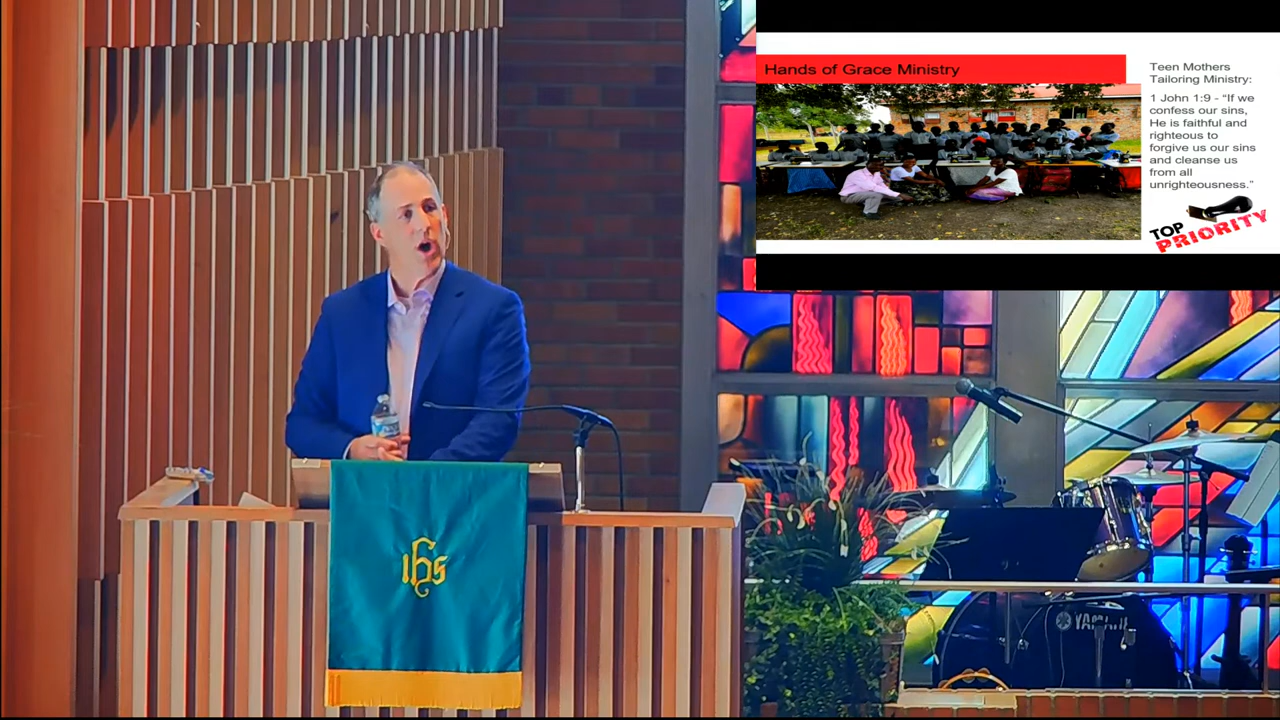 Hands of Grace Ministry
Teen Mothers
Tailoring Ministry:
1 John 1:9 - “If we
confess our sins,
He is faithful and
righteous to
forgive us our sins
and cleanse us
from all
unrighteousness.”
TOP
PRIORITY
ihs
YAMAHA